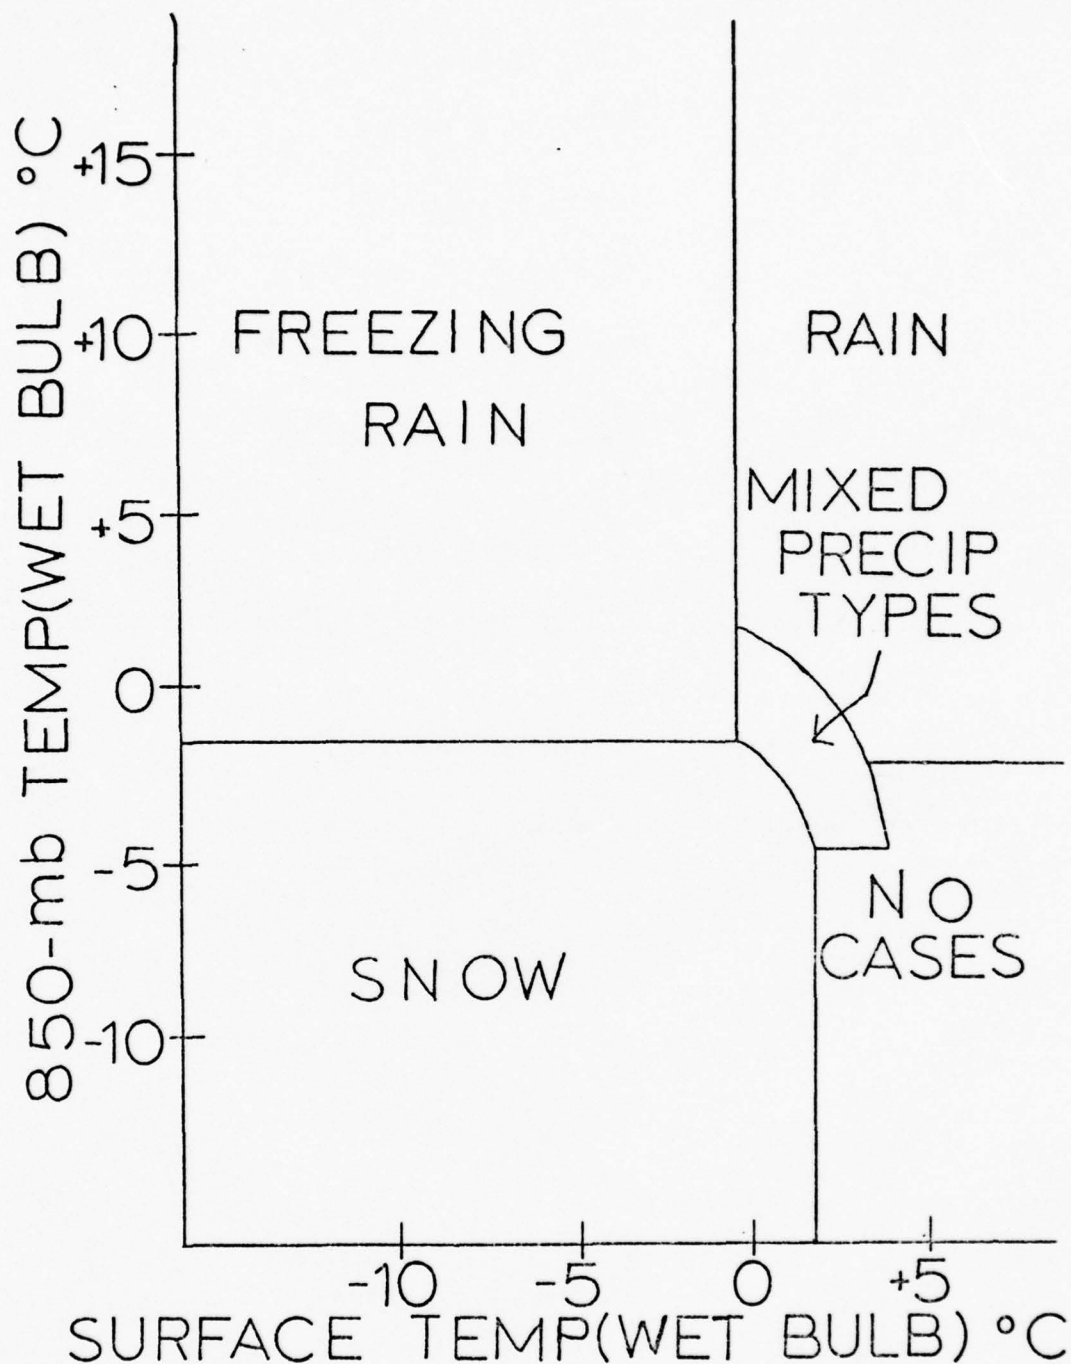 850-mb TEMP(WET BULB) °C
+15
+10
+5
0
-5
-10
FREEZING
RAIN
RAIN
MIXED
PRECIP
TYPES
SNOW
NO
CASES
-10 -5 0 +5
SURFACE TEMP(WET BULB) °C